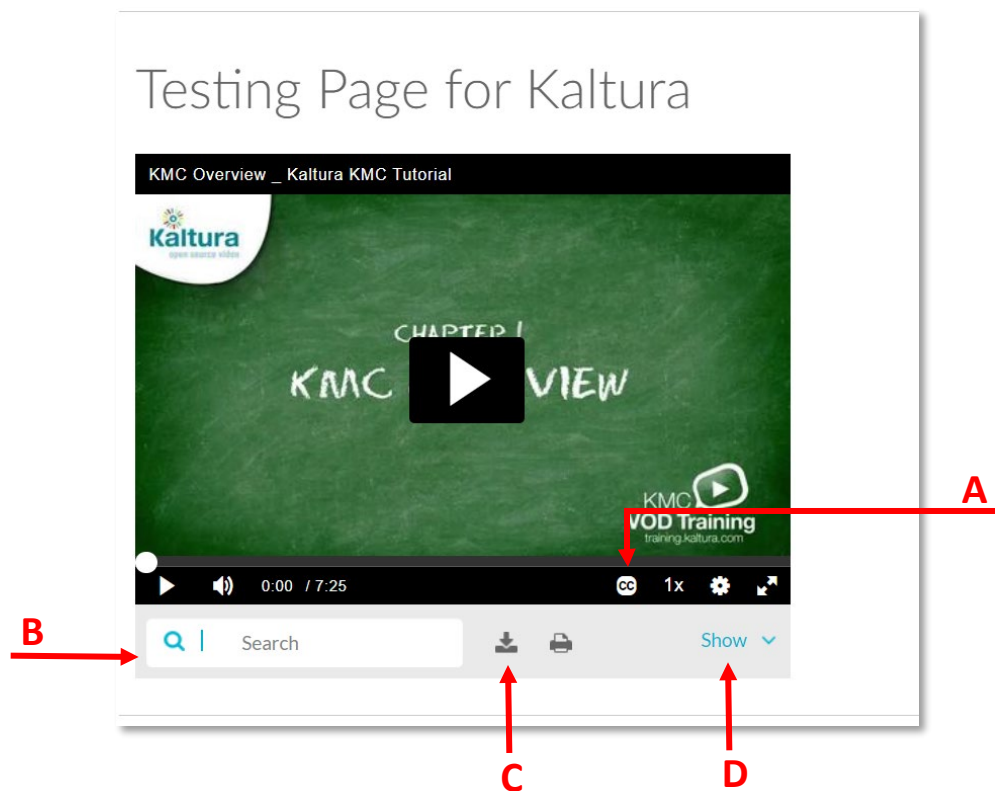 Testing Page for Kaltura
KMC Overview _ Kaltura KMC Tutorial
Kaltura
open source video
CHAPTER 1
KMC VIEW
KMC
VOD Training
training.kaltura.com
A
0:00 / 7:25
CC 1x
B
Search
Show
C
D